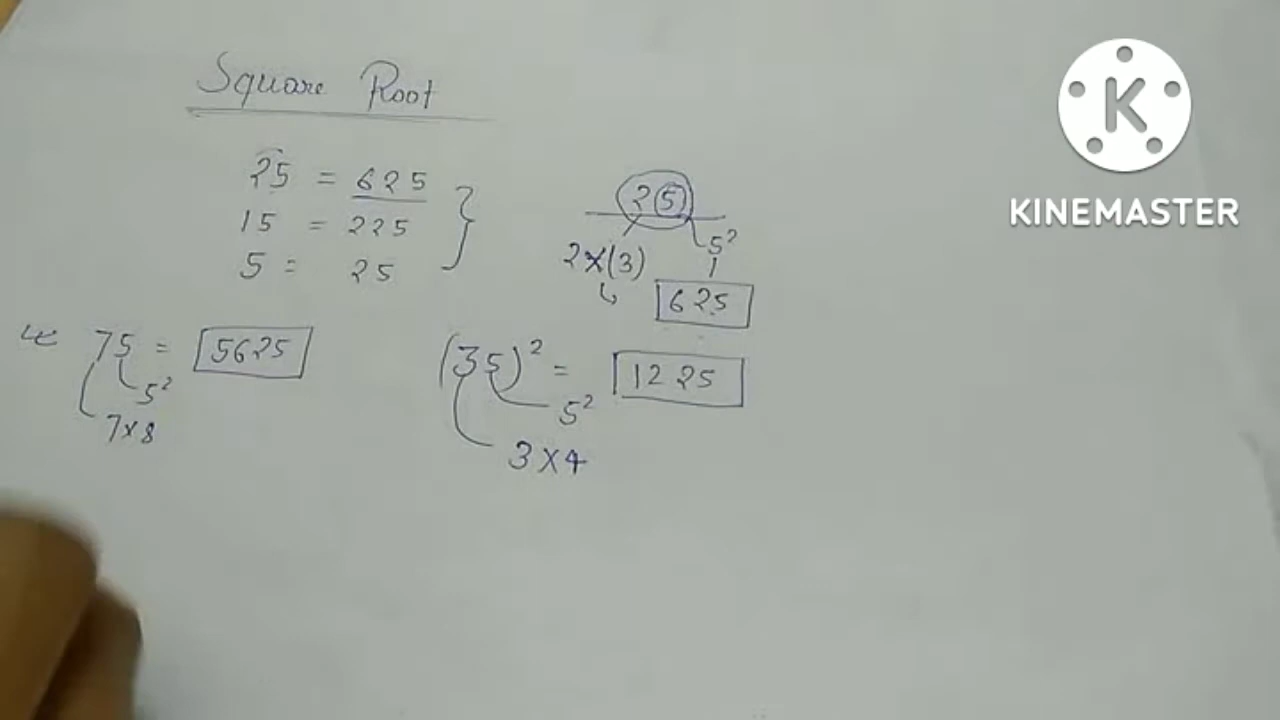 Square Root
25 = 625
15 = 225
5 = 25
25
2×(3)
5²
625
75 = 5625
5²
7×8
(35)² = 1225
5²
3×4
K
KINEMASTER